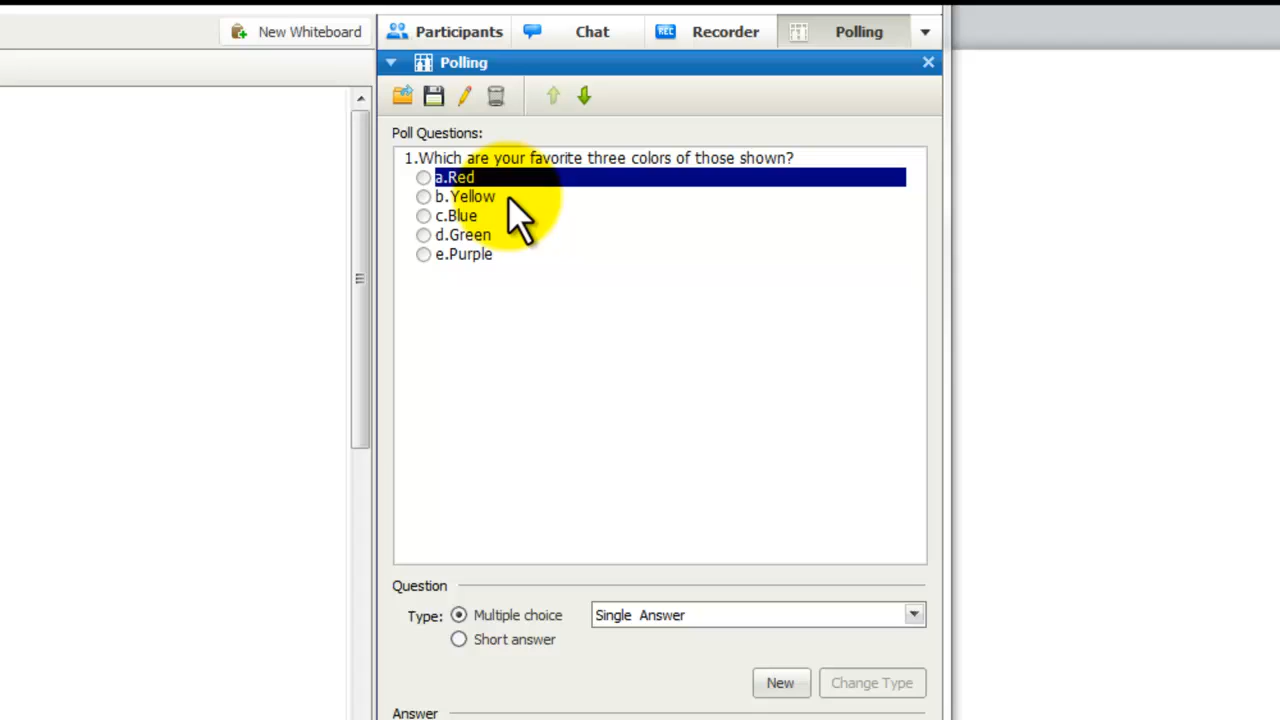 New Whiteboard
Participants
Chat
REC
Recorder
Polling
Polling
Poll Questions:
1.Which are your favorite three colors of those shown?
a.Red
b.Yellow
c.Blue
d.Green
e.Purple
Question
Type:
Multiple choice
Single Answer
Short answer
New
Change Type
Answer